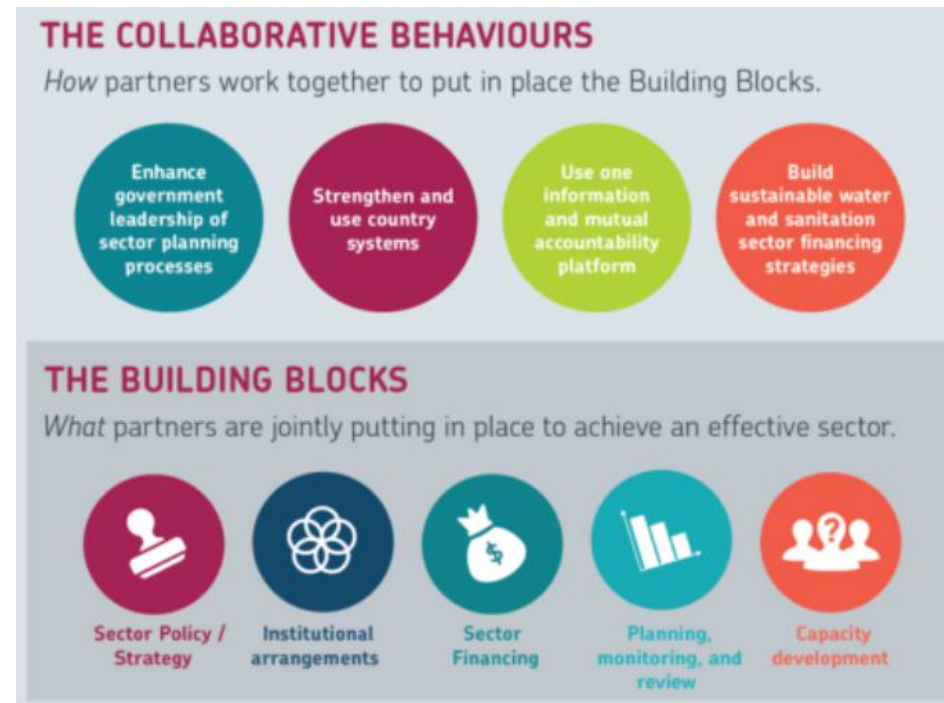 THE COLLABORATIVE BEHAVIOURS
How partners work together to put in place the Building Blocks.
Enhance
government
leadership of
sector planning
processes
Strengthen and
use country
systems
Use one
information
and mutual
accountability
platform
Build
sustainable water
and sanitation
sector financing
strategies
THE BUILDING BLOCKS
What partners are jointly putting in place to achieve an effective sector.
$
?
Sector Policy /
Strategy
Institutional
arrangements
Sector
Financing
Planning,
monitoring, and
review
Capacity
development